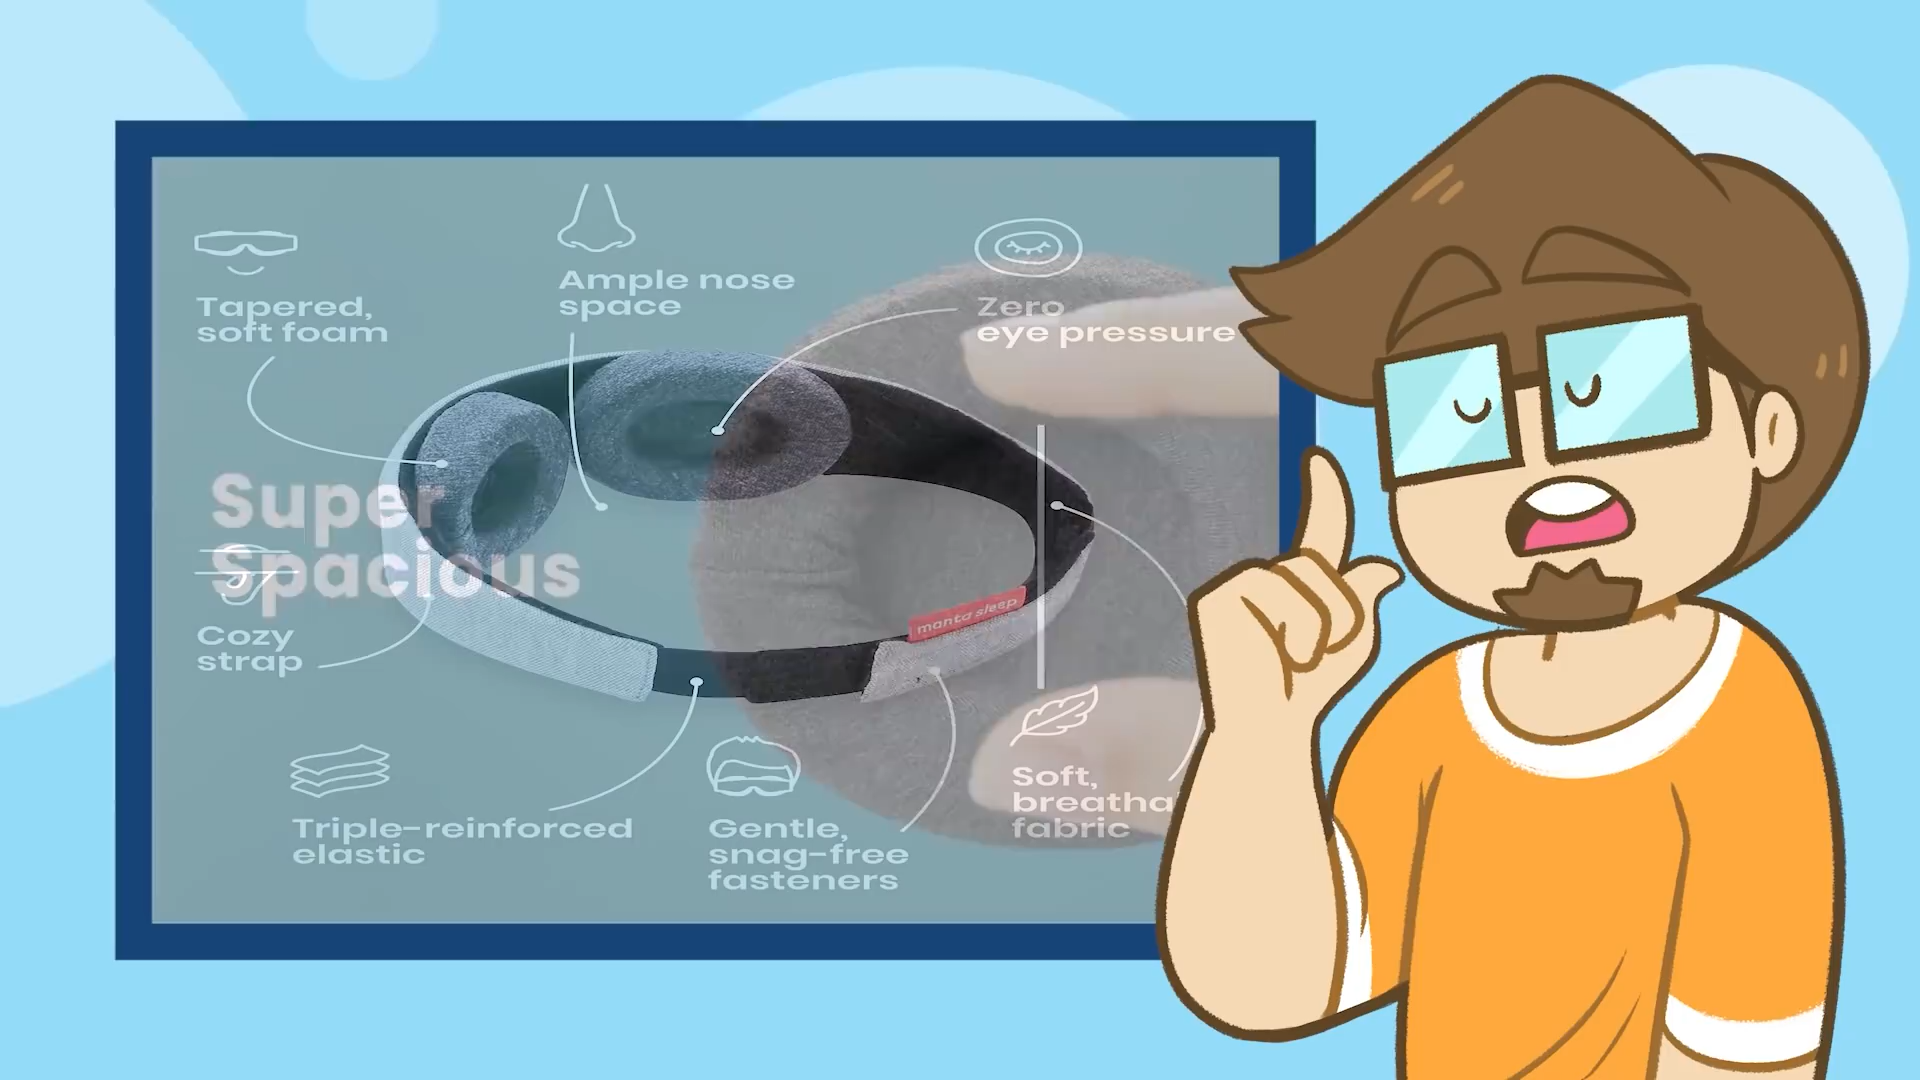 Tapered,
soft foam
Ample nose
space
Zero
eye pressure
Super
Spacious
manta sleep
Cozy
strap
Triple-reinforced
elastic
Gentle,
snag-free
fasteners
Soft,
fabric